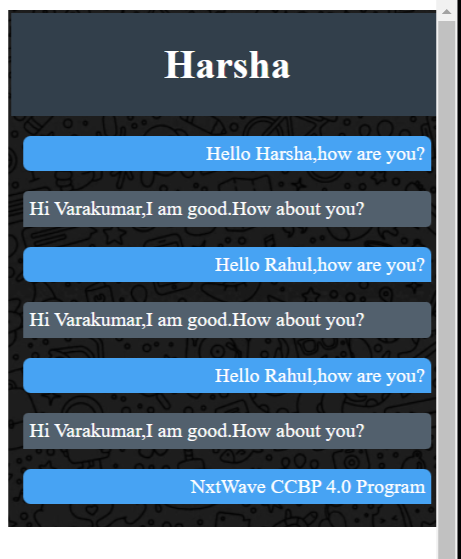 Harsha
Hello Harsha,how are you?
Hi Varakumar,I am good.How about you?
Hello Rahul,how are you?
Hi Varakumar,I am good.How about you?
Hello Rahul,how are you?
Hi Varakumar,I am good.How about you?
NxtWave CCBP 4.0 Program